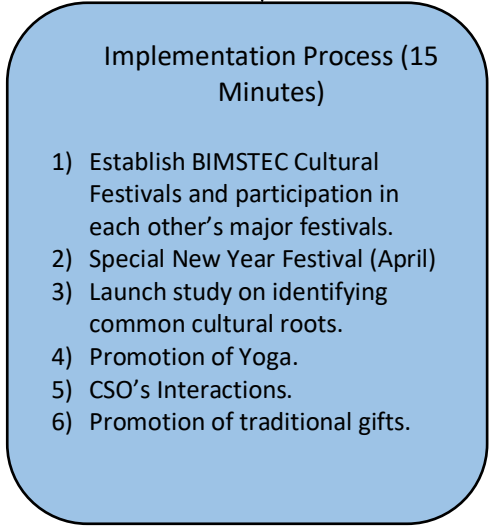 Implementation Process (15
Minutes)
1) Establish BIMSTEC Cultural
Festivals and participation in
each other’s major festivals.
2) Special New Year Festival (April)
3) Launch study on identifying
common cultural roots.
4) Promotion of Yoga.
5) CSO’s Interactions.
6) Promotion of traditional gifts.